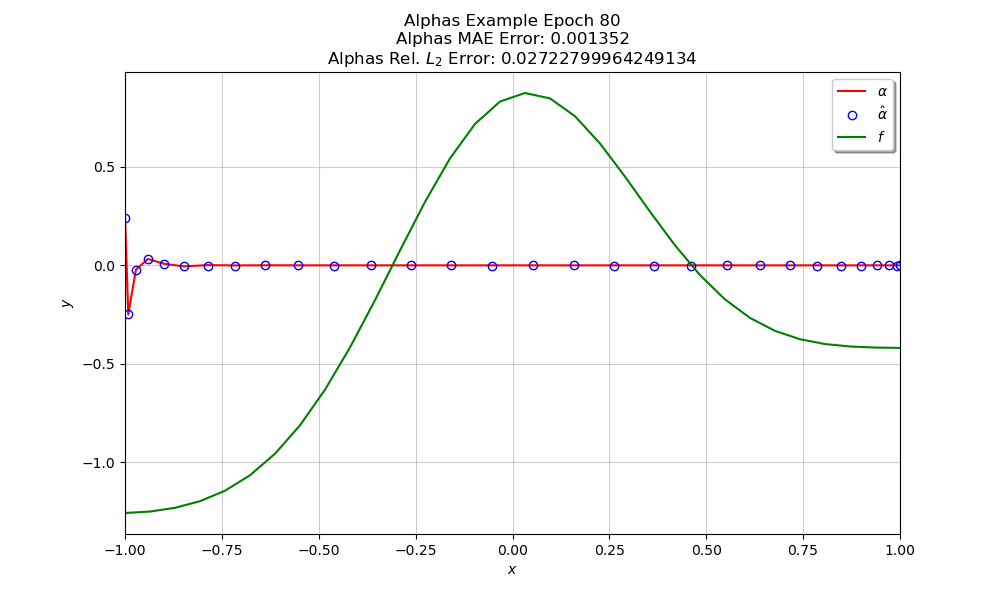 Alphas Example Epoch 80
Alphas MAE Error: 0.001352
Alphas Rel. L₂ Error: 0.02722799964249134
α
α̂
f
0.5
0.0
−0.5
−1.0
y
−1.00 −0.75 −0.50 −0.25 0.00 0.25 0.50 0.75 1.00
x